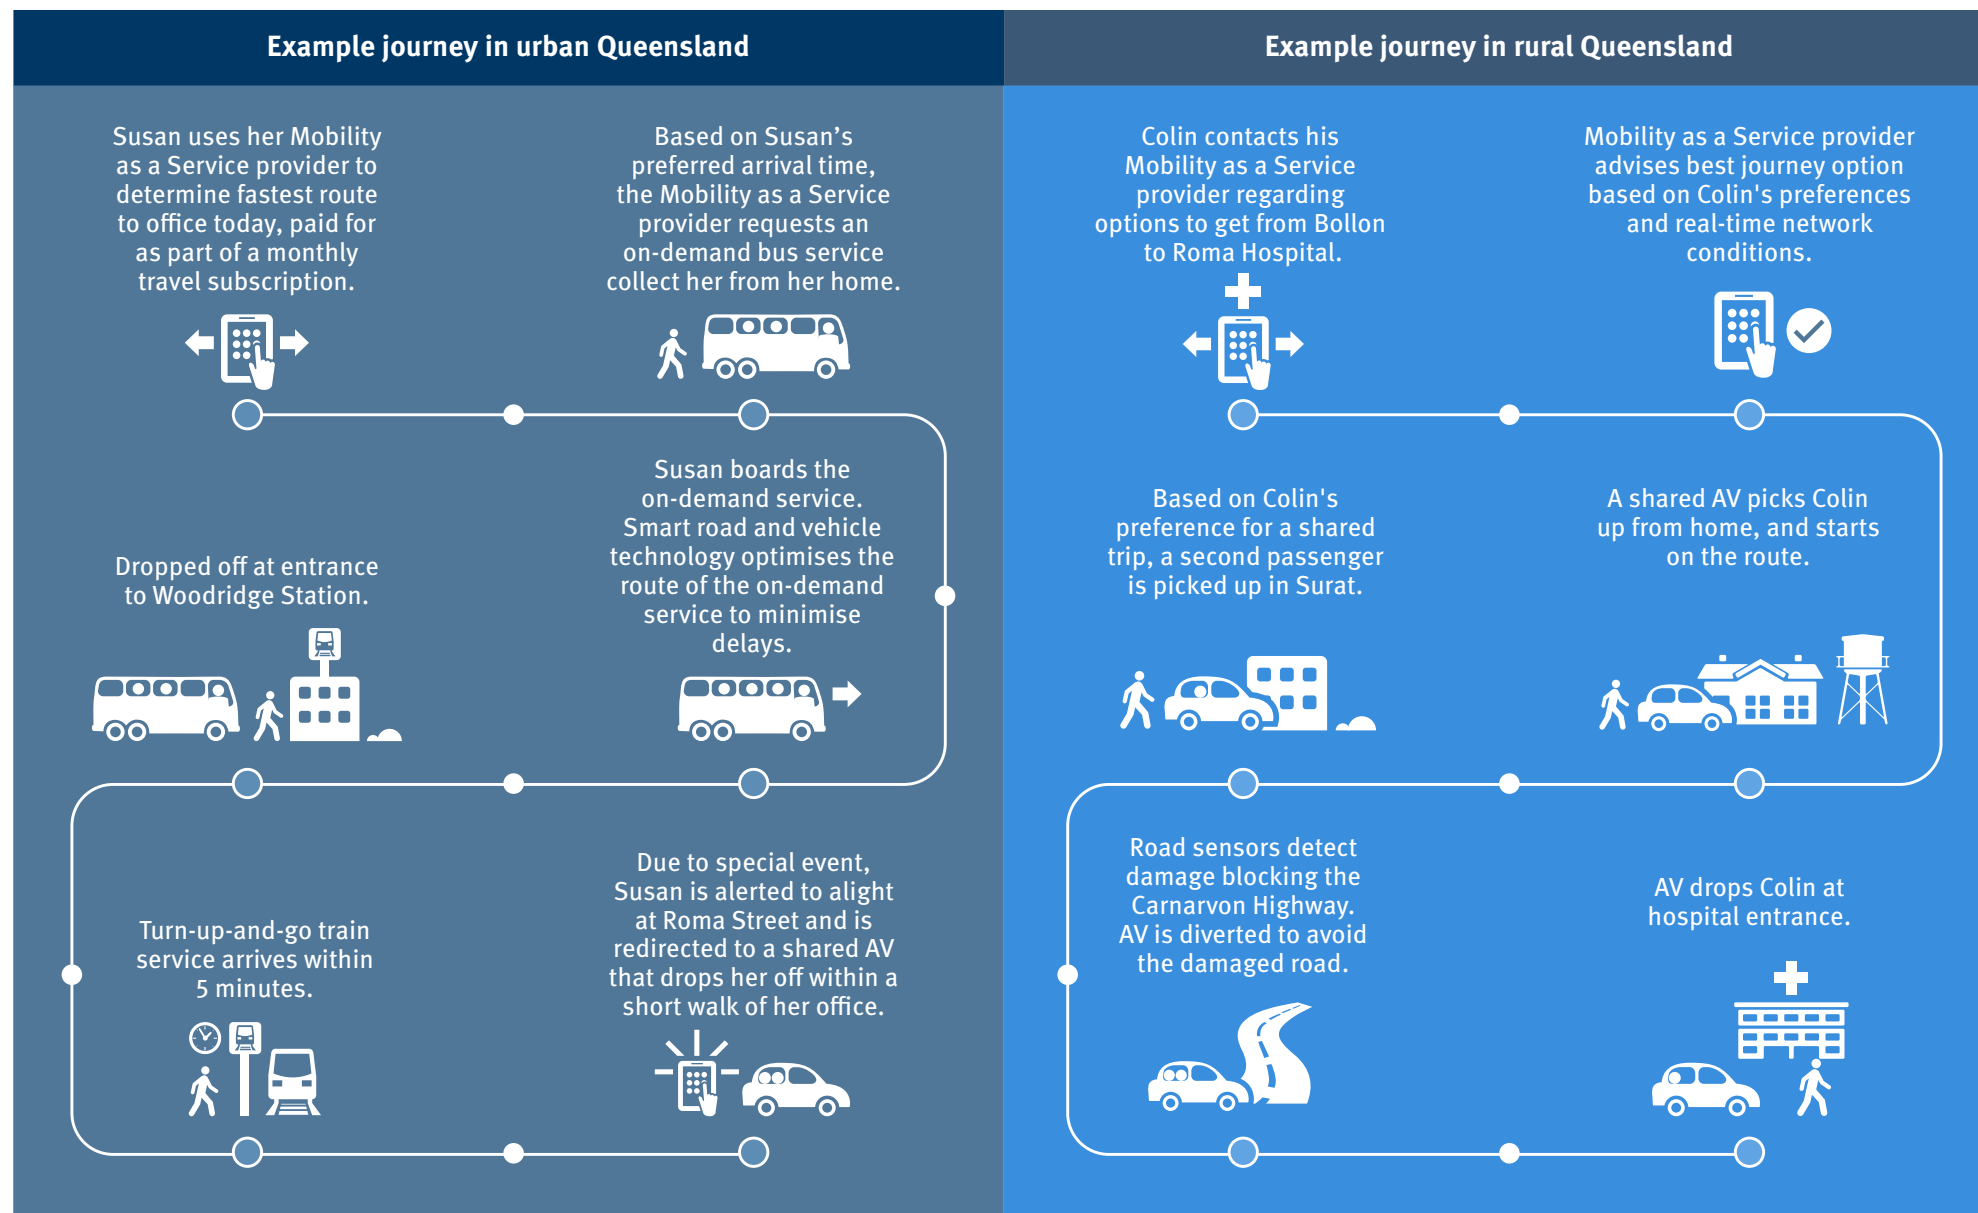 Example journey in urban Queensland
Susan uses her Mobility
as a Service provider to
determine fastest route
to office today, paid for
as part of a monthly
travel subscription.
Based on Susan’s
preferred arrival time,
the Mobility as a Service
provider requests an
on-demand bus service
collect her from her home.
Susan boards the
on-demand service.
Smart road and vehicle
technology optimises the
route of the on-demand
service to minimise
delays.
Dropped off at entrance
to Woodridge Station.
Turn-up-and-go train
service arrives within
5 minutes.
Due to special event,
Susan is alerted to alight
at Roma Street and is
redirected to a shared AV
that drops her off within a
short walk of her office.
Example journey in rural Queensland
Colin contacts his
Mobility as a Service
provider regarding
options to get from Bollon
to Roma Hospital.
Mobility as a Service provider
advises best journey option
based on Colin's preferences
and real-time network
conditions.
A shared AV picks Colin
up from home, and starts
on the route.
Based on Colin's
preference for a shared
trip, a second passenger
is picked up in Surat.
Road sensors detect
damage blocking the
Carnarvon Highway.
AV is diverted to avoid
the damaged road.
AV drops Colin at
hospital entrance.